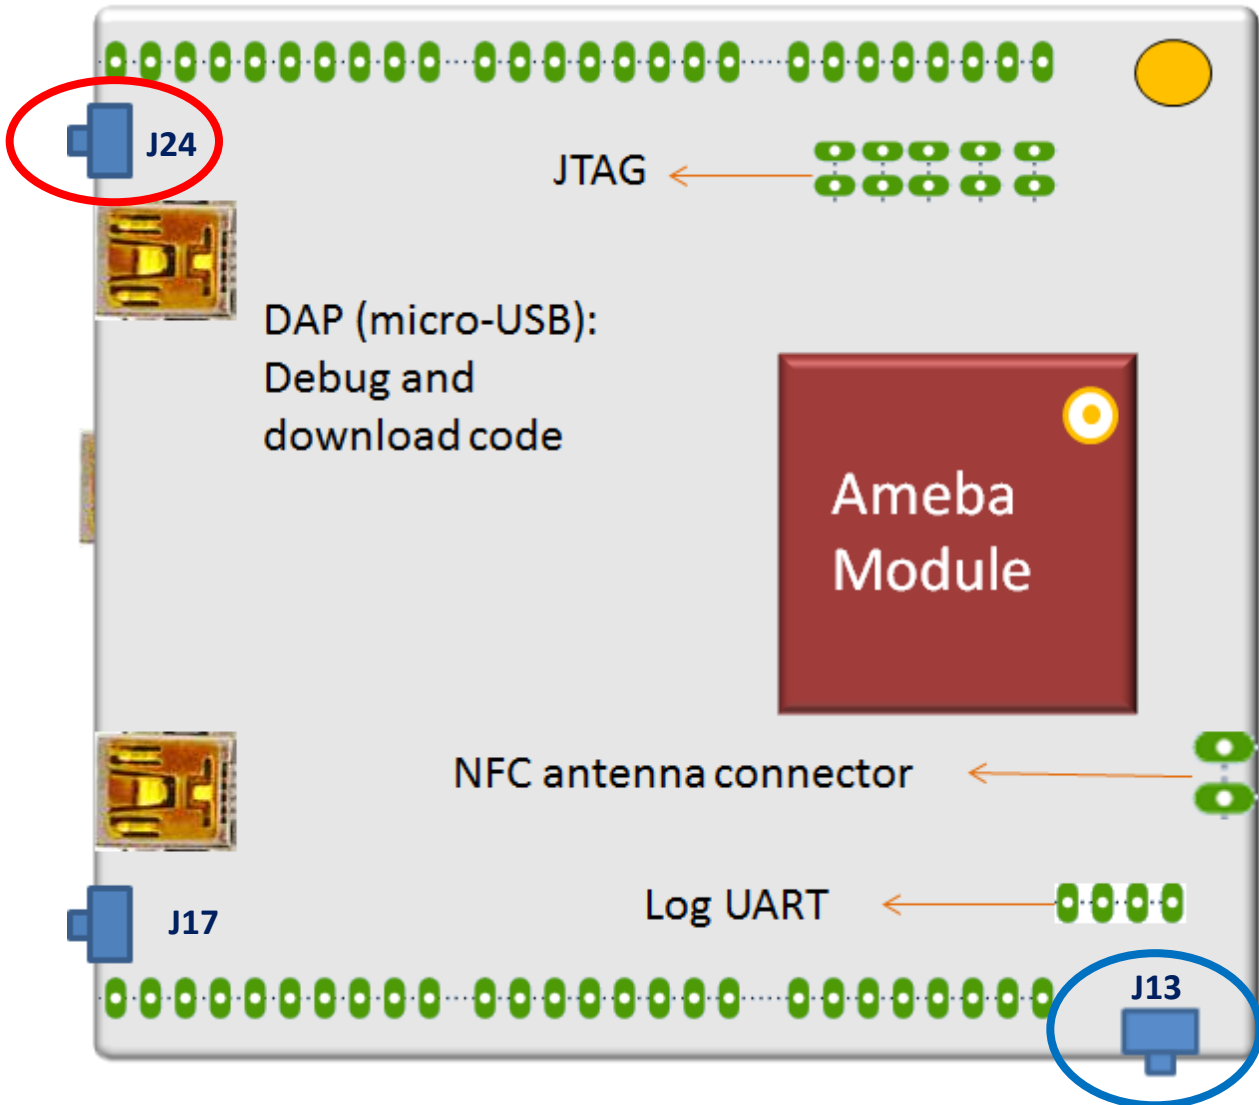 J24
JTAG
DAP (micro-USB):
Debug and
download code
Ameba
Module
NFC antenna connector
Log UART
J17
J13